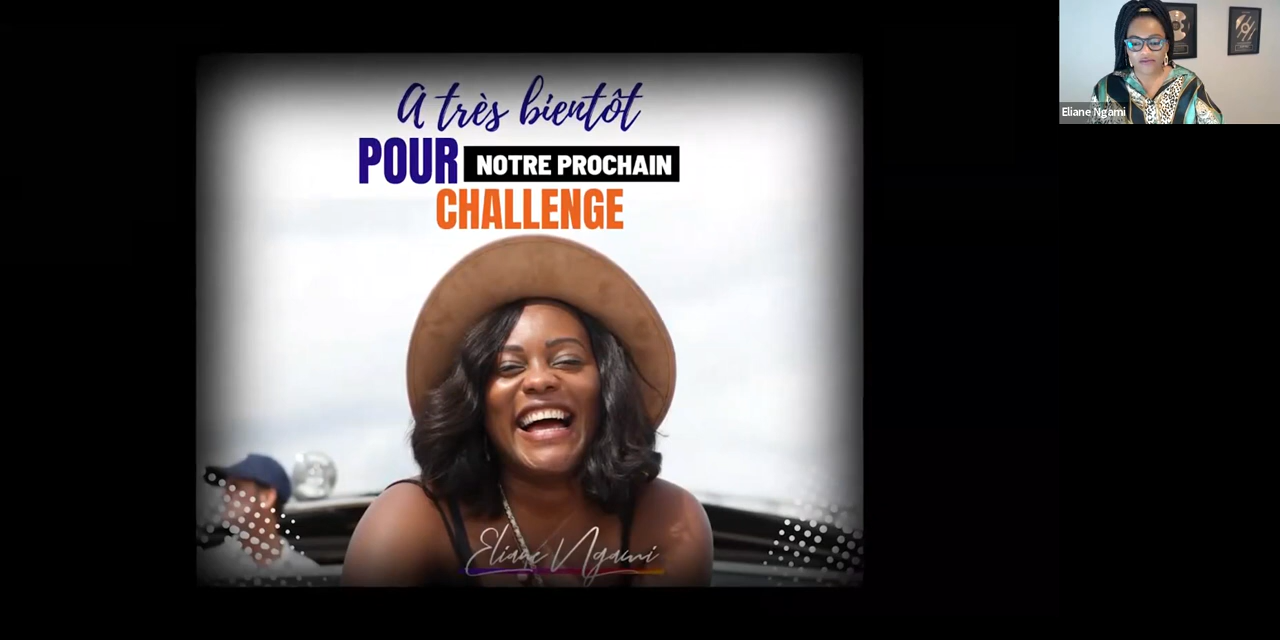 A très bientôt
POUR NOTRE PROCHAIN
CHALLENGE
Eliane Ngami
Eliane Ngami